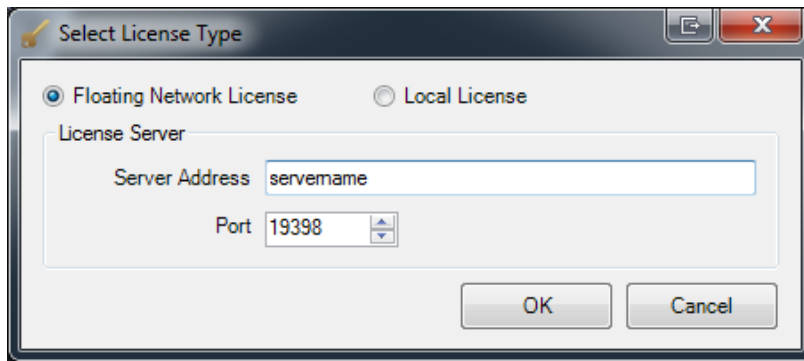 Select License Type
Floating Network License Local License
License Server
Server Address servername
Port 19398
OK Cancel